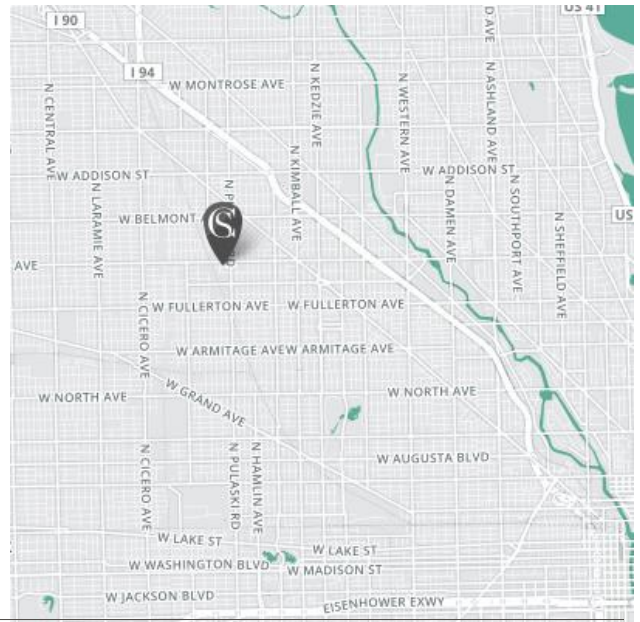 I 90
US 41
D AVE
I 94
W MONTROSE AVE
N KEDZIE AVE
N WESTERN AVE
N ASHLAND AVE
N CENTRAL AVE
W ADDISON ST
N KIMBALL AVE
W ADDISON ST
N LARAMIE AVE
W BELMONT
N P
RD
CS
N DAMEN AVE
N SOUTHPORT AVE
N SHEFFIELD AVE
US
AVE
N CICERO AVE
W FULLERTON AVE
W FULLERTON AVE
W ARMITAGE AVE
W ARMITAGE AVE
W NORTH AVE
W GRAND AVE
W NORTH AVE
N CICERO AVE
N PULASKI RD
N HAMLIN AVE
W AUGUSTA BLVD
W LAKE ST
W LAKE ST
W WASHINGTON BLVD
W MADISON ST
W JACKSON BLVD
EISENHOWER EXWY